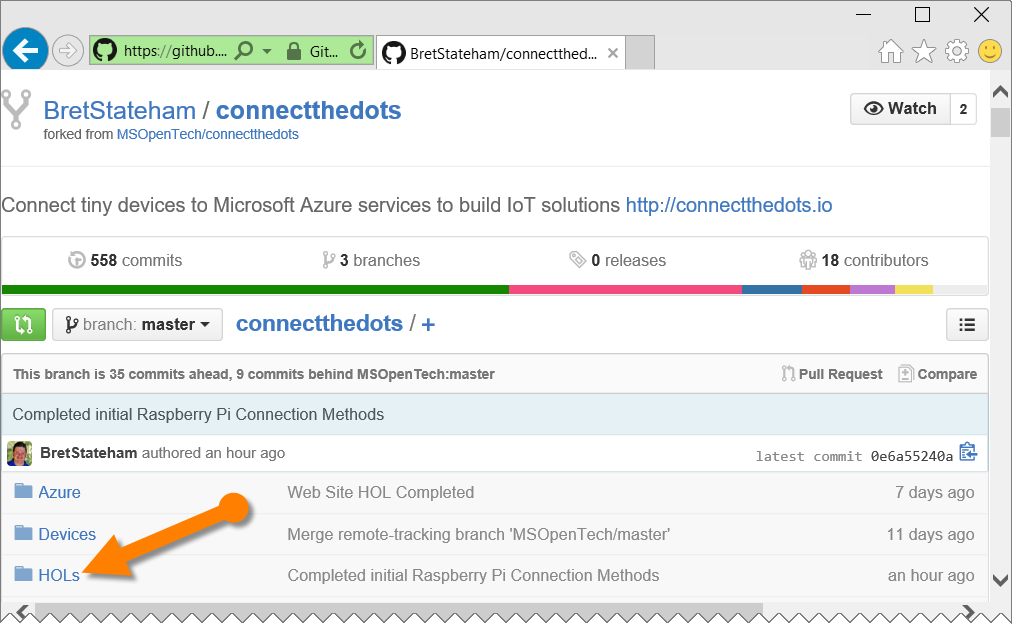 https://github.... Git... BretStateham/connectthed...
BretStateham / connectthedots
Watch 2
forked from MSOpenTech/connectthedots
Connect tiny devices to Microsoft Azure services to build IoT solutions http://connectthedots.io
558 commits 3 branches 0 releases 18 contributors
branch: master connectthedots / +
This branch is 35 commits ahead, 9 commits behind MSOpenTech:master Pull Request Compare
Completed initial Raspberry Pi Connection Methods
BretStateham authored an hour ago latest commit 0e6a55240a
Azure Web Site HOL Completed 7 days ago
Devices Merge remote-tracking branch 'MSOpenTech/master' 11 days ago
HOLs Completed initial Raspberry Pi Connection Methods an hour ago